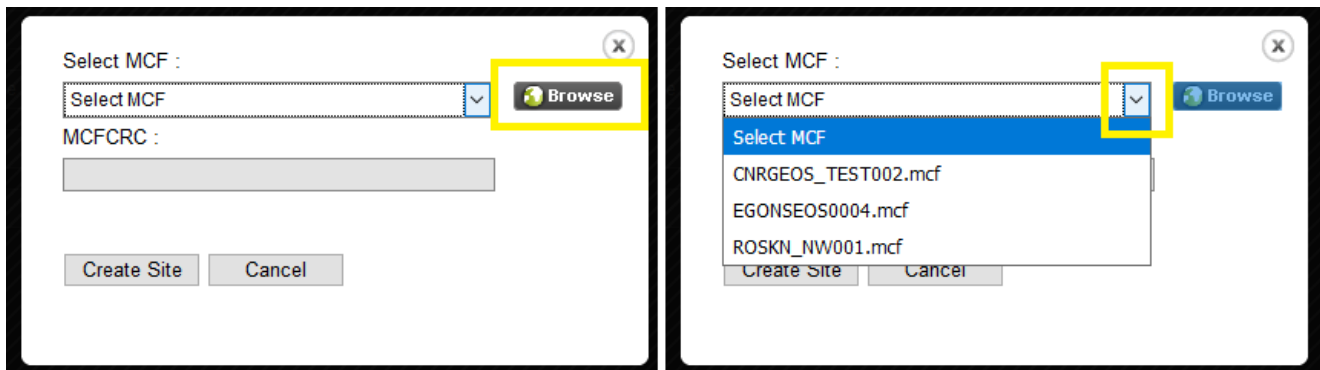 x
Select MCF :
Select MCF
Browse
MCFCRC :
Create Site
Cancel
x
Select MCF :
Select MCF
Browse
Select MCF
CNRGEOS_TEST002.mcf
EGONSEOS0004.mcf
ROSKN_NW001.mcf
Create Site
Cancel